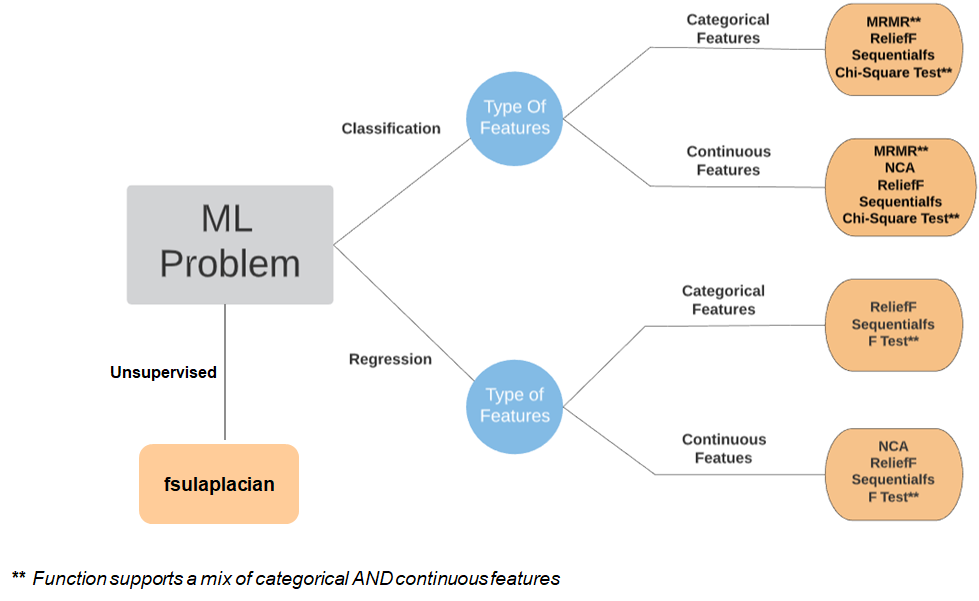 ML
Problem
Classification
Type Of
Features
Categorical
Features
MRMR**
ReliefF
Sequentialfs
Chi-Square Test**
Continuous
Features
MRMR**
NCA
ReliefF
Sequentialfs
Chi-Square Test**
Regression
Type of
Features
Categorical
Features
ReliefF
Sequentialfs
F Test**
Continuous
Featues
NCA
ReliefF
Sequentialfs
F Test**
Unsupervised
fsulaplacian
** Function supports a mix of categorical AND continuous features